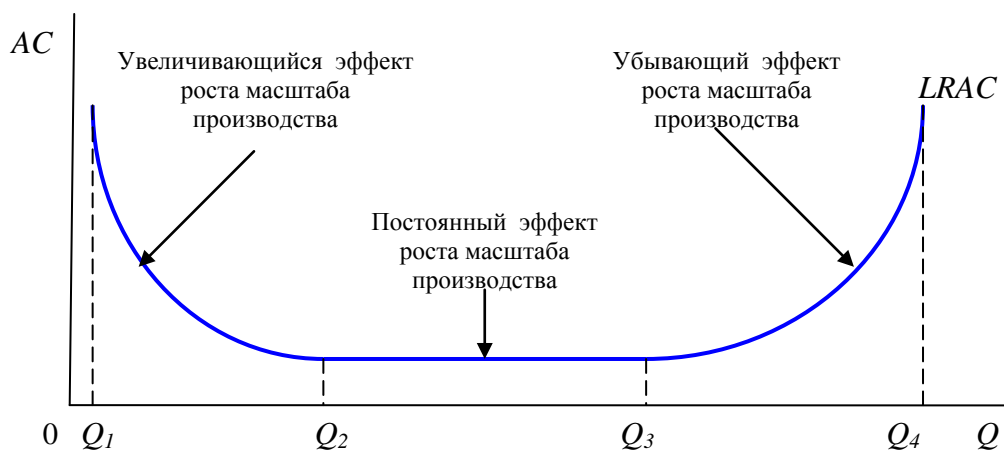 AC
Увеличивающийся эффект
роста масштаба
производства
Убывающий эффект
роста масштаба
производства
LRAC
Постоянный эффект
роста масштаба
производства
0 Q1 Q2 Q3 Q4 Q